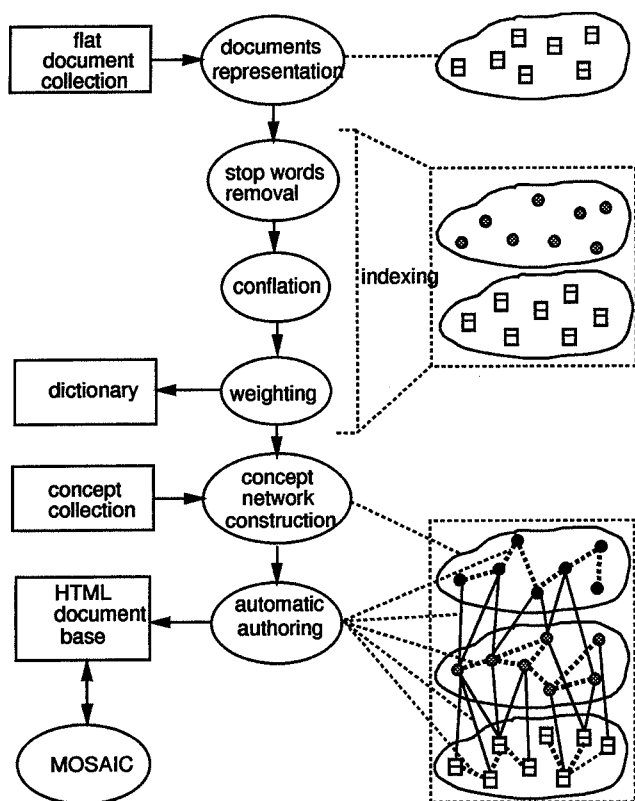 flat
document
collection
documents
representation
stop words
removal
conflation
indexing
dictionary
weighting
concept
collection
concept
network
construction
HTML
document
base
automatic
authoring
MOSAIC